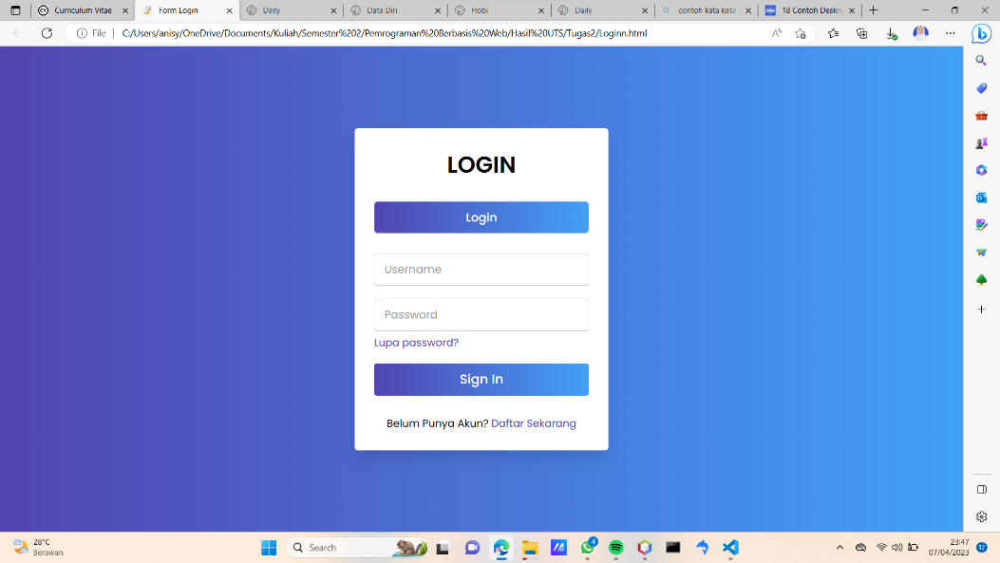 Curriculum Vitae
Form Login
Daily
Data Diri
Hobi
Daily
contoh kata kata
18 Contoh Deskri
File
C:/Users/anisy/OneDrive/Documents/Kuliah/Semester%202/Pemrograman%20Berbasis%20Web/Hasil%20UTS/Tugas2/Loginn.html
LOGIN
Login
Username
Password
Lupa password?
Sign In
Belum Punya Akun? Daftar Sekarang
28°C
Berawan
Search
4
23:47
07/04/2023
17